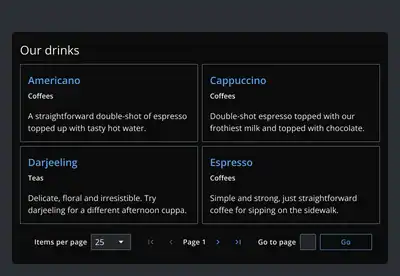 Our drinks
Americano
Coffees
A straightforward double-shot of espresso
topped up with tasty hot water.
Cappuccino
Coffees
Double-shot espresso topped with our
frothiest milk and topped with chocolate.
Darjeeling
Teas
Delicate, floral and irresistible. Try
darjeeling for a different afternoon cuppa.
Espresso
Coffees
Simple and strong, just straightforward
coffee for sipping on the sidewalk.
Items per page 25 Page 1 Go to page Go